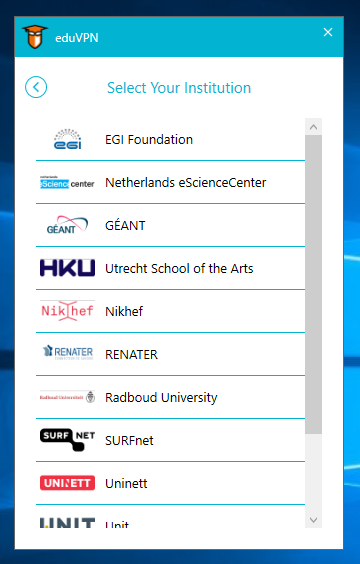 eduVPN
Select Your Institution
egi EGI Foundation
netherlands
eScience center Netherlands eScienceCenter
GÉANT GÉANT
HKU Utrecht School of the Arts
Nikhef Nikhef
RENATER RENATER
Radboud Universiteit Radboud University
SURF NET SURFnet
UNINETT Uninett
UNIT Unit